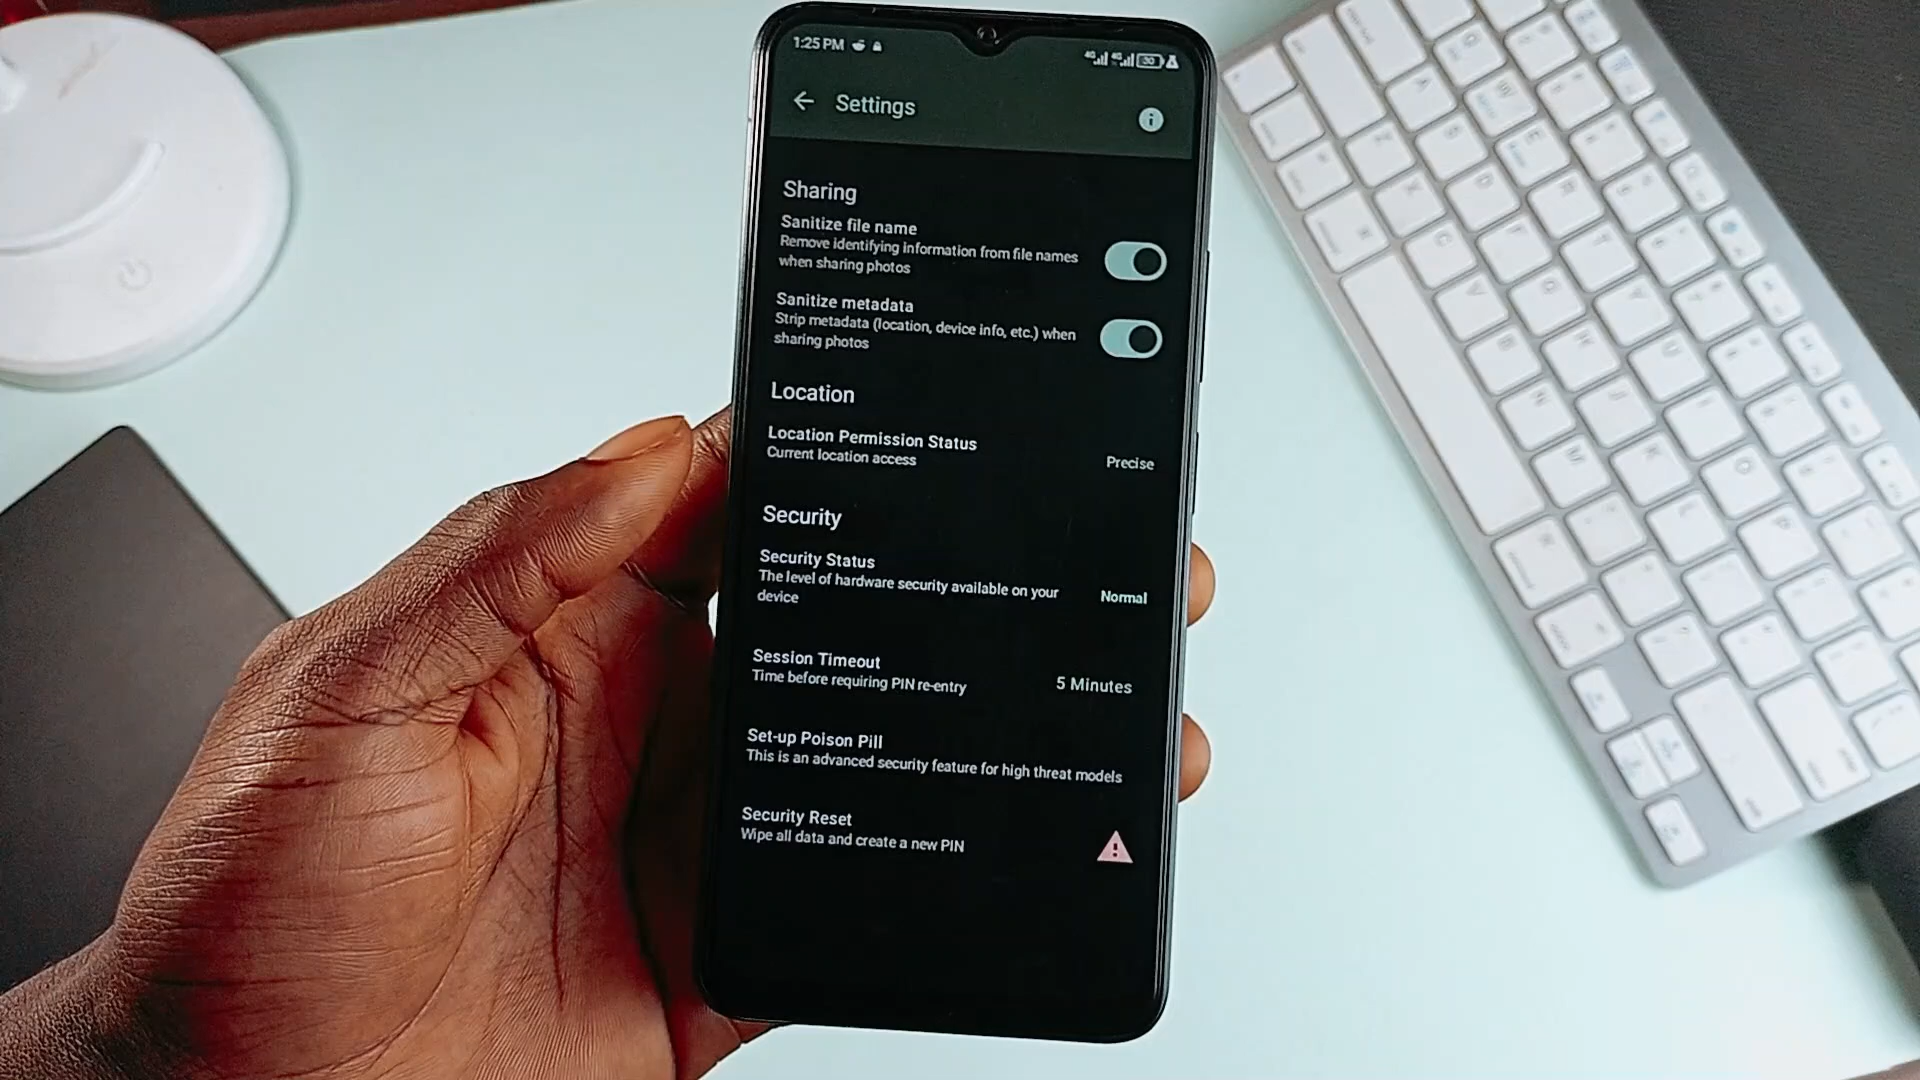 1:25 PM
4G 4G 30
Settings
Sharing
Sanitize file name
Remove identifying information from file names
when sharing photos
Sanitize metadata
Strip metadata (location, device info, etc.) when
sharing photos
Location
Location Permission Status
Current location access
Precise
Security
Security Status
The level of hardware security available on your
device
Normal
Session Timeout
Time before requiring PIN re-entry
5 Minutes
Set-up Poison Pill
This is an advanced security feature for high threat models
Security Reset
Wipe all data and create a new PIN